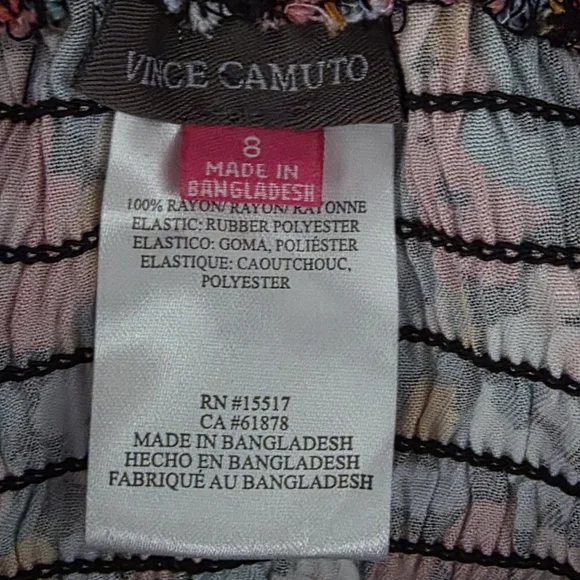 VINCE CAMUTO
8
MADE IN
BANGLADESH
100% RAYON/ RAYON/ RAYONNE
ELASTIC: RUBBER POLYESTER
ELASTICO: GOMA, POLIÉSTER
ELASTIQUE: CAOUTCHOUC,
POLYESTER
RN #15517
CA #61878
MADE IN BANGLADESH
HECHO EN BANGLADESH
FABRIQUÉ AU BANGLADESH